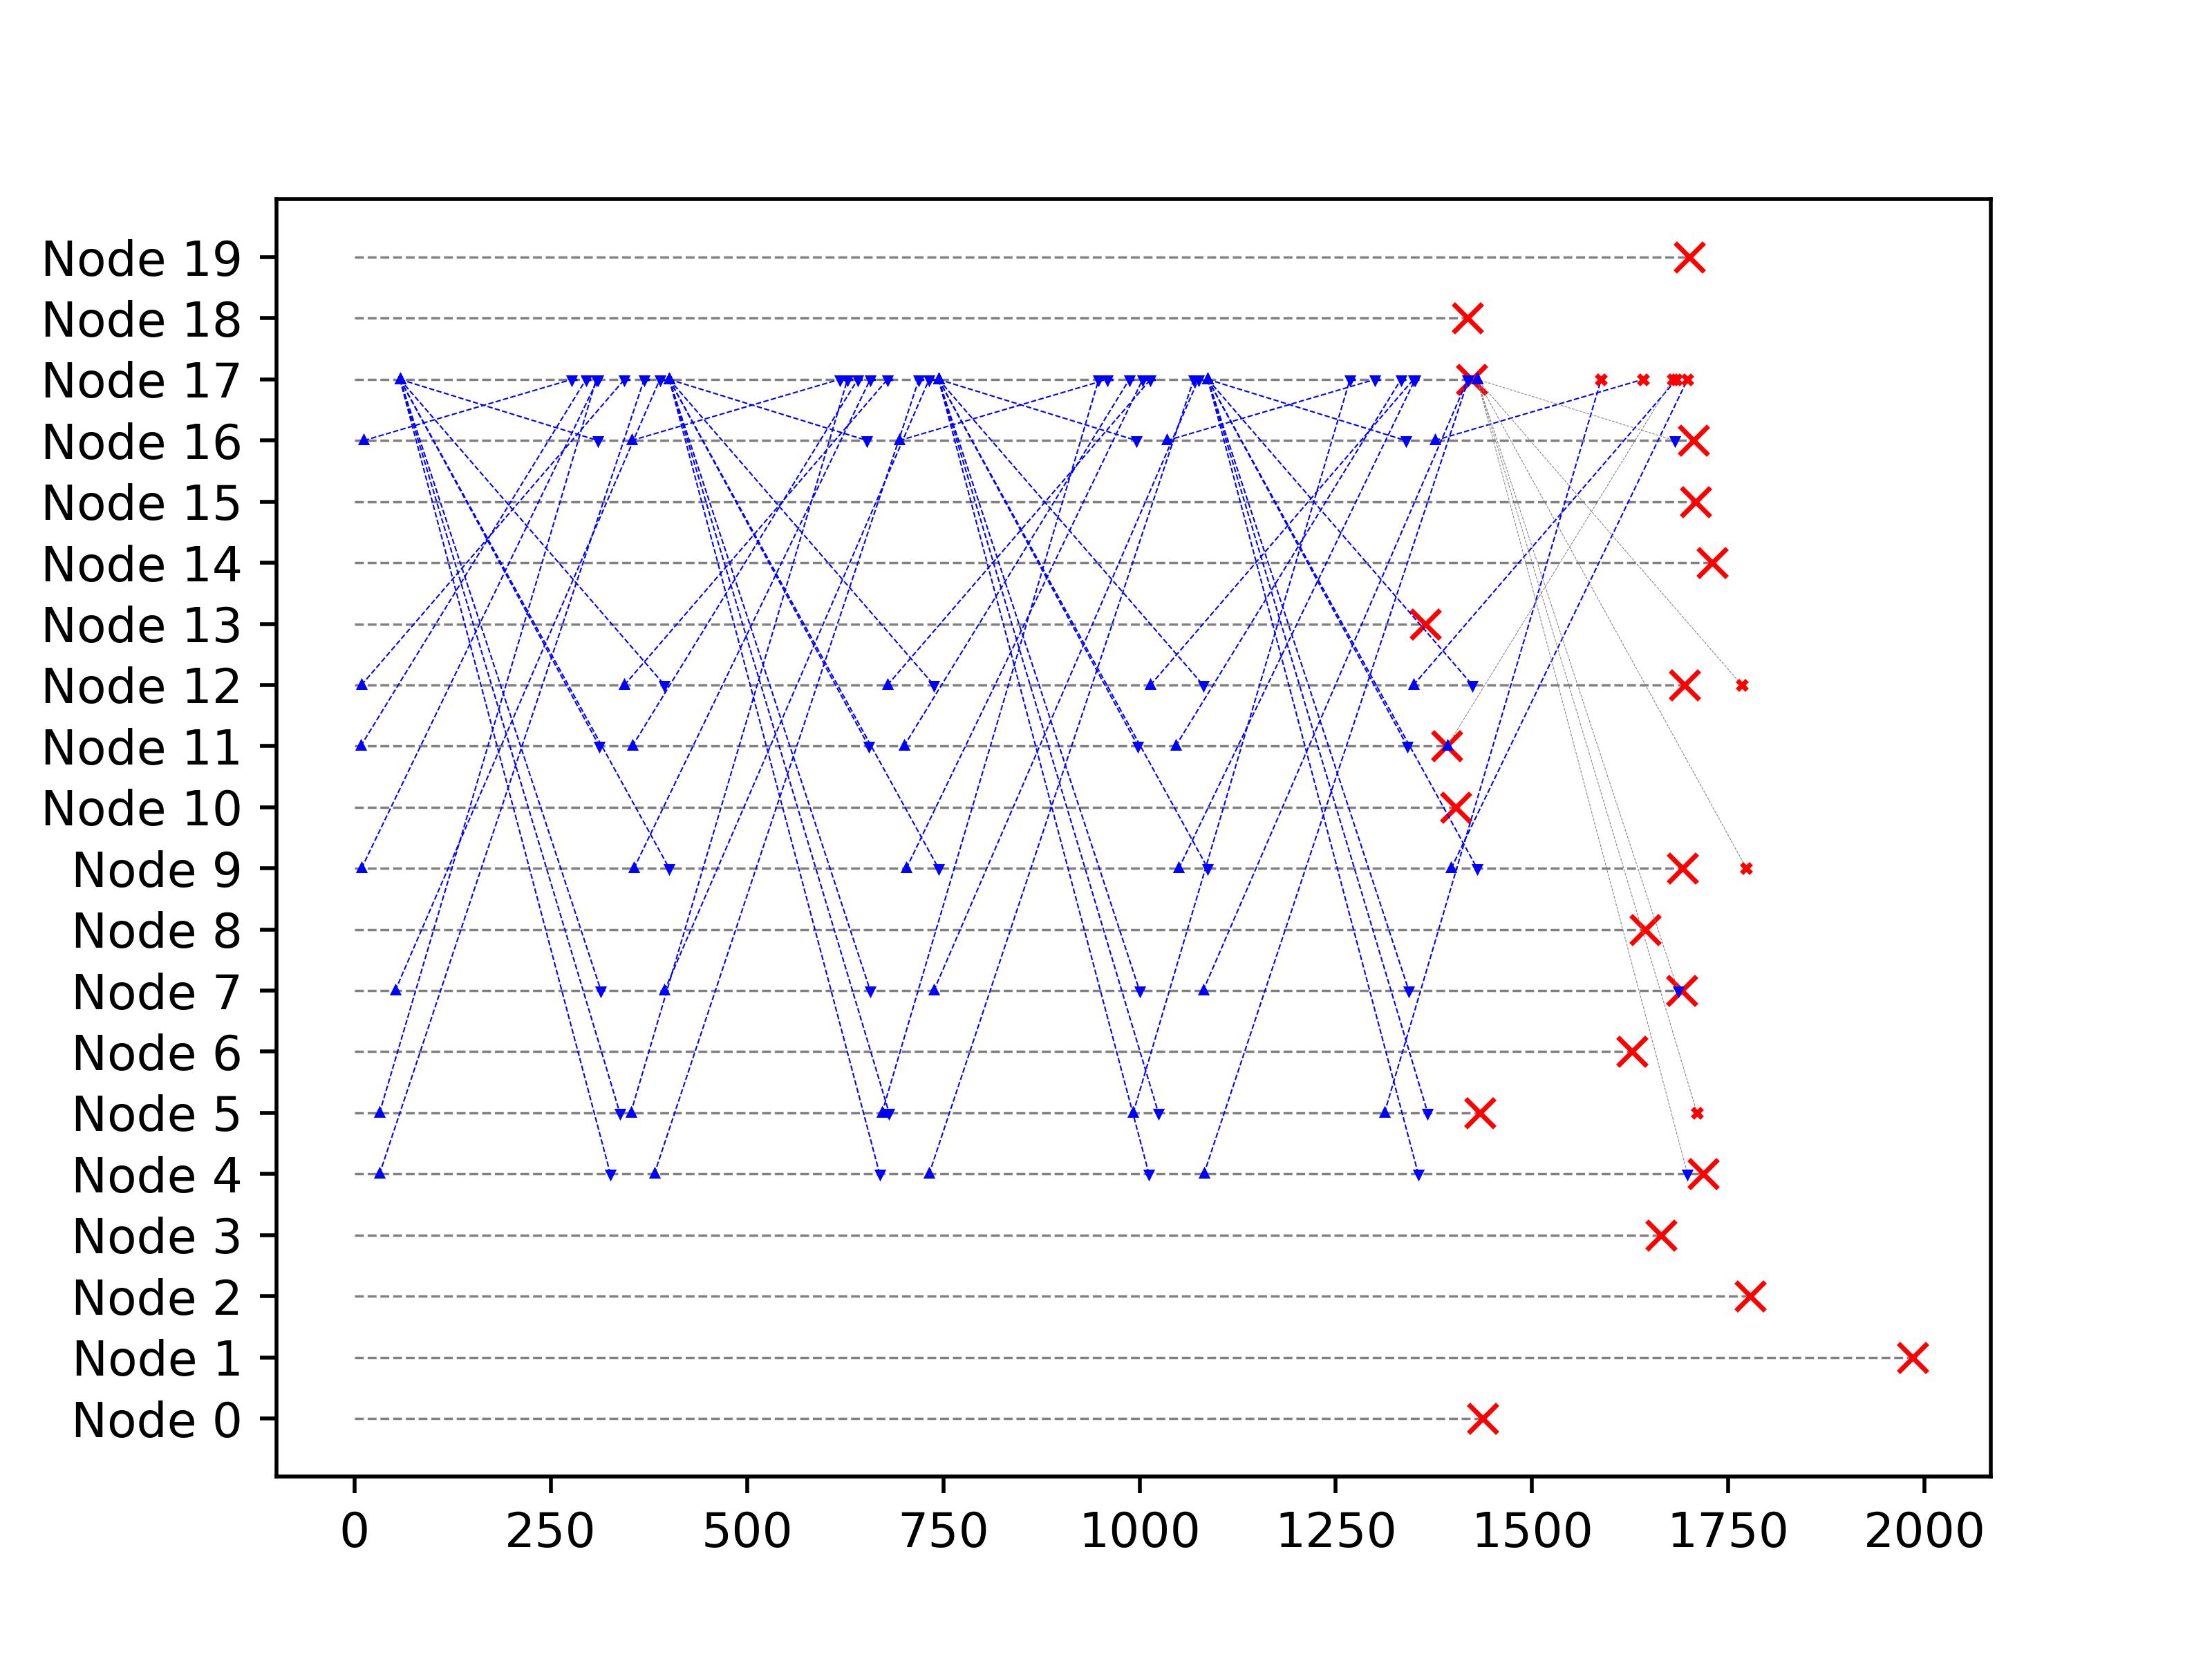 Node 19
Node 18
Node 17
Node 16
Node 15
Node 14
Node 13
Node 12
Node 11
Node 10
Node 9
Node 8
Node 7
Node 6
Node 5
Node 4
Node 3
Node 2
Node 1
Node 0
0 250 500 750 1000 1250 1500 1750 2000